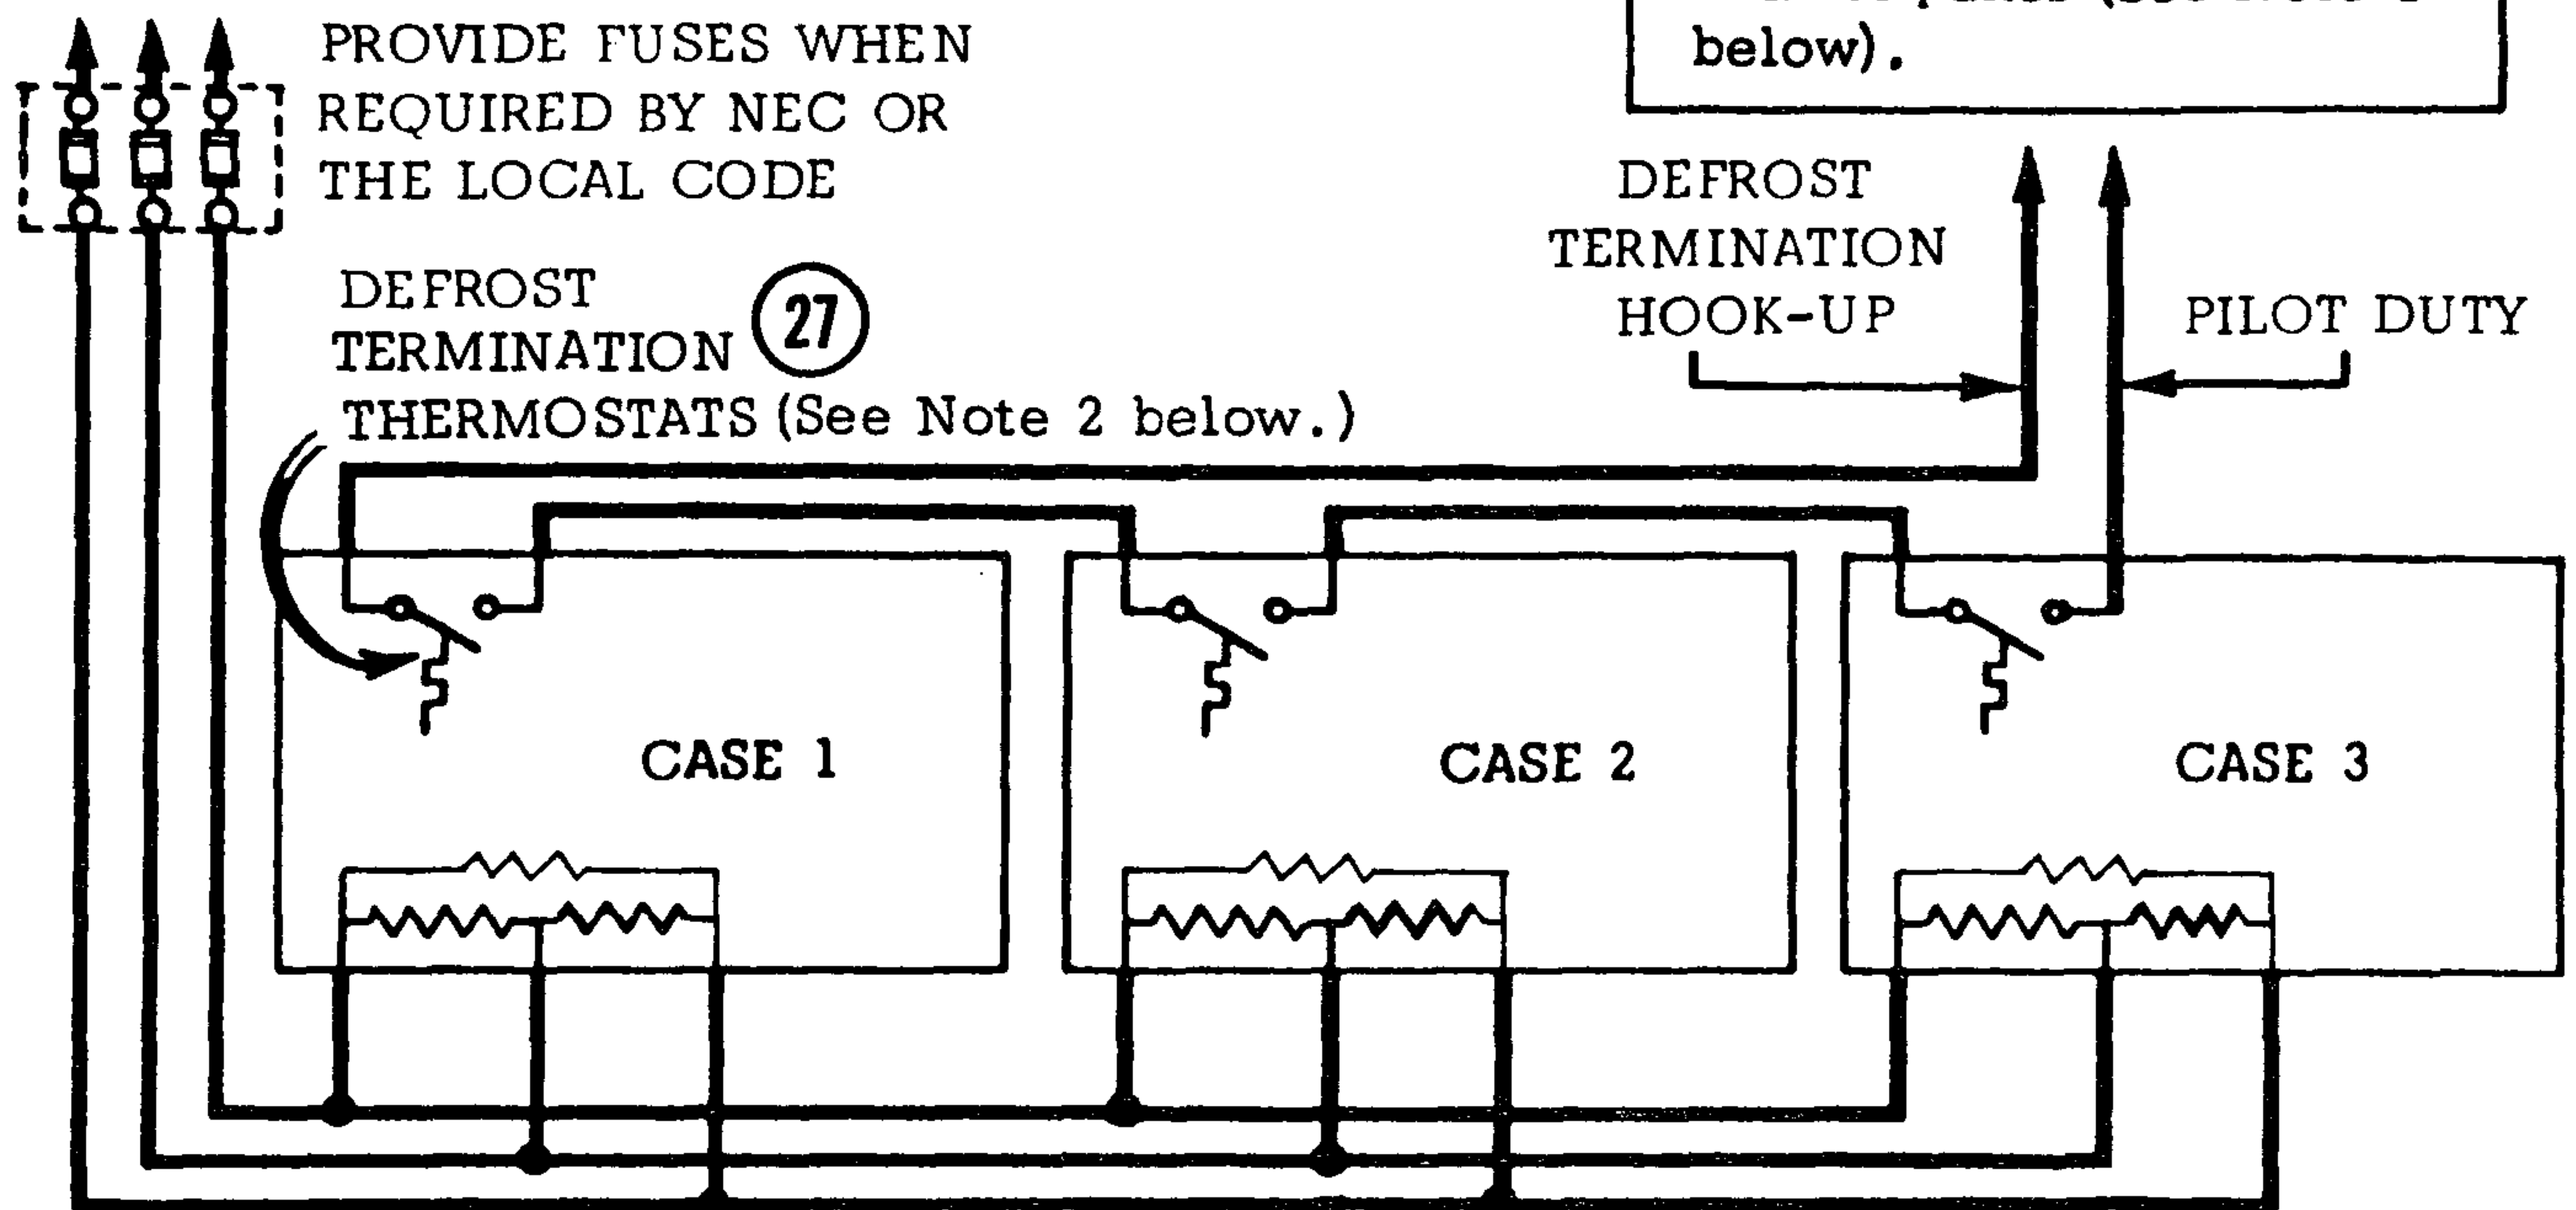 PROVIDE FUSES WHEN
REQUIRED BY NEC OR
THE LOCAL CODE
below).
DEFROST
TERMINATION
HOOK-UP
PILOT DUTY
DEFROST
TERMINATION 27
THERMOSTATS (See Note 2 below.)
CASE 1
CASE 2
CASE 3